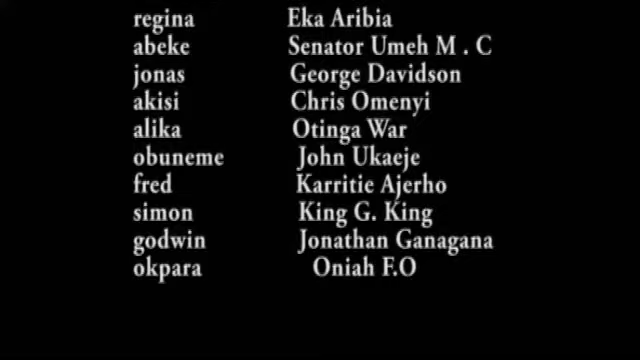 regina Eka Aribia
abeke Senator Umeh M . C
jonas George Davidson
akisi Chris Omenyi
alika Otinga War
obuneme John Ukaeje
fred Karritie Ajerho
simon King G. King
godwin Jonathan Ganagana
okpara Oniah F.O